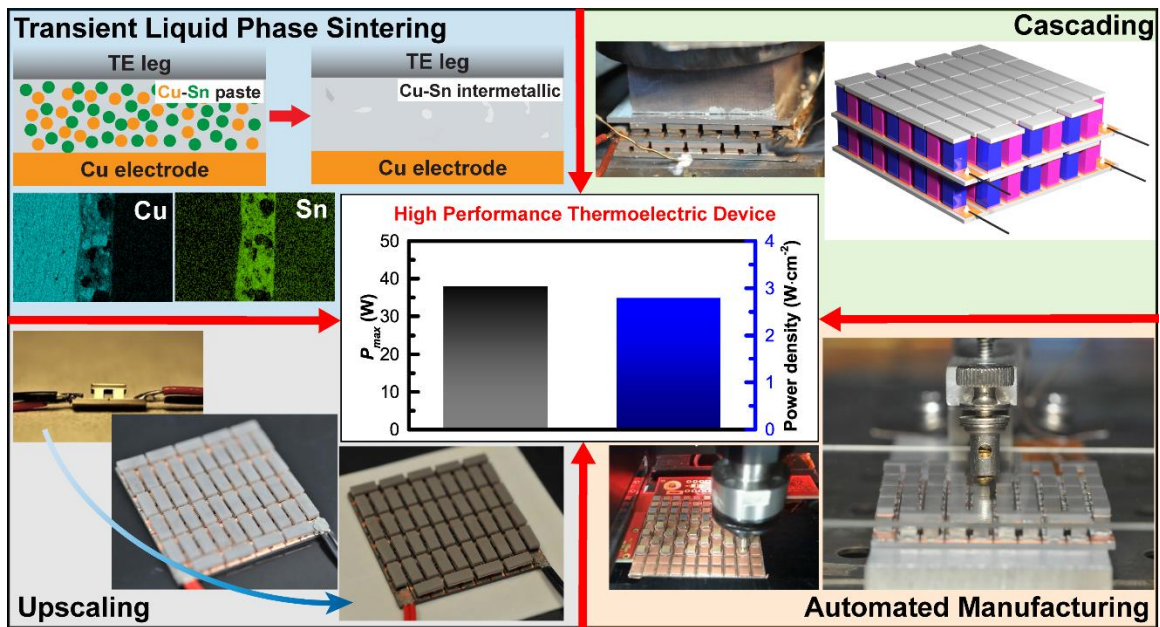 Transient Liquid Phase Sintering
TE leg
Cu-Sn paste
Cu electrode
TE leg
Cu-Sn intermetallic
Cu electrode
Cu
Sn
Cascading
High Performance Thermoelectric Device
50
40
30
20
10
0
P_max (W)
4
3
2
1
0
Power density (W·cm⁻²)
Upscaling
Automated Manufacturing